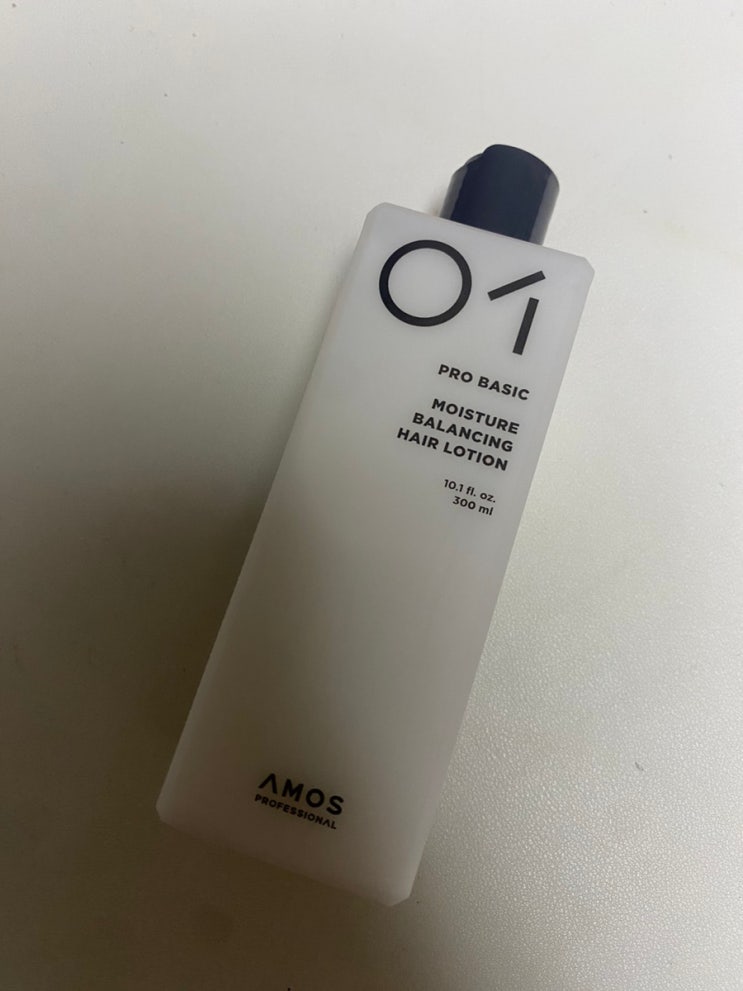 01
PRO BASIC
MOISTURE
BALANCING
HAIR LOTION
10.1 fl. oz.
300 ml
AMOS
PROFESSIONAL